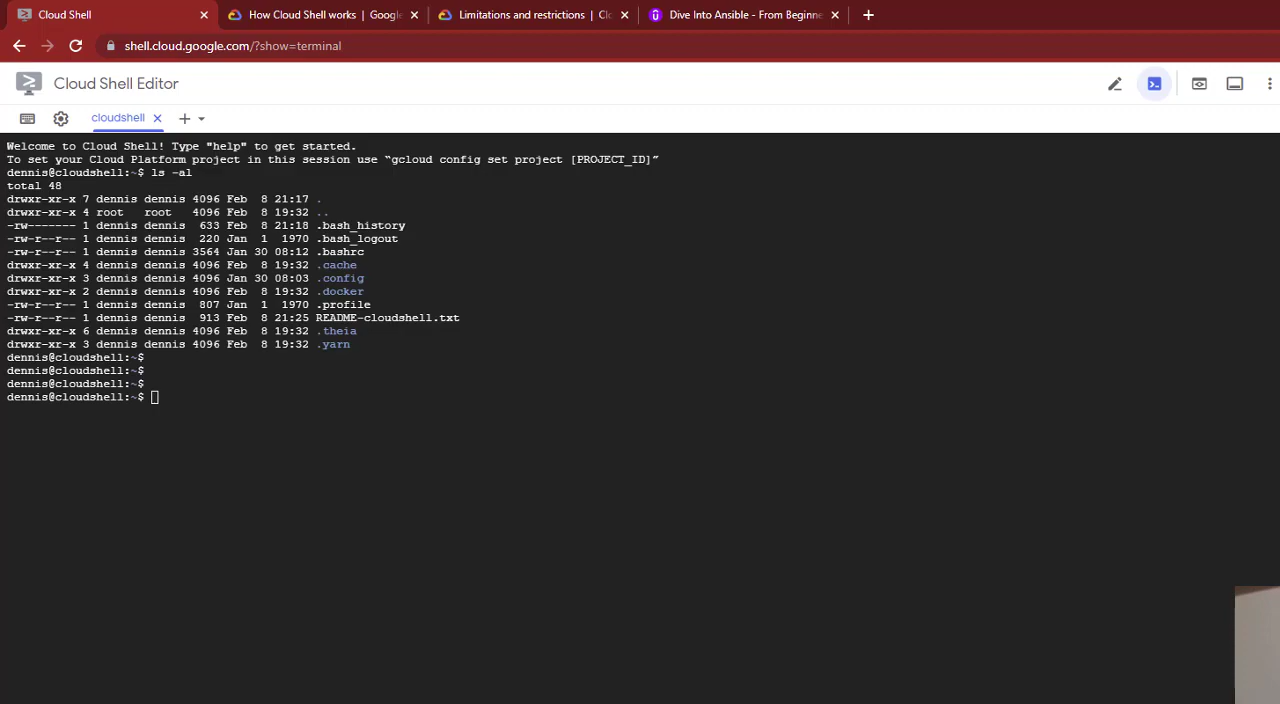 Cloud Shell
How Cloud Shell works | Google
Limitations and restrictions | Clo
Dive Into Ansible - From Beginne
shell.cloud.google.com/?show=terminal
Cloud Shell Editor
cloudshell
Welcome to Cloud Shell! Type "help" to get started.
To set your Cloud Platform project in this session use “gcloud config set project [PROJECT_ID]”
dennis@cloudshell:~$ ls -al
total 48
drwxr-xr-x 7 dennis dennis 4096 Feb  8 21:17 .
drwxr-xr-x 4 root   root   4096 Feb  8 19:32 ..
-rw------- 1 dennis dennis  633 Feb  8 21:18 .bash_history
-rw-r--r-- 1 dennis dennis  220 Jan  1  1970 .bash_logout
-rw-r--r-- 1 dennis dennis 3564 Jan 30 08:12 .bashrc
drwxr-xr-x 4 dennis dennis 4096 Feb  8 19:32 .cache
drwxr-xr-x 3 dennis dennis 4096 Jan 30 08:03 .config
drwxr-xr-x 2 dennis dennis 4096 Feb  8 19:32 .docker
-rw-r--r-- 1 dennis dennis  807 Jan  1  1970 .profile
-rw-r--r-- 1 dennis dennis  913 Feb  8 21:25 README-cloudshell.txt
drwxr-xr-x 6 dennis dennis 4096 Feb  8 19:32 .theia
drwxr-xr-x 3 dennis dennis 4096 Feb  8 19:32 .yarn
dennis@cloudshell:~$
dennis@cloudshell:~$
dennis@cloudshell:~$
dennis@cloudshell:~$